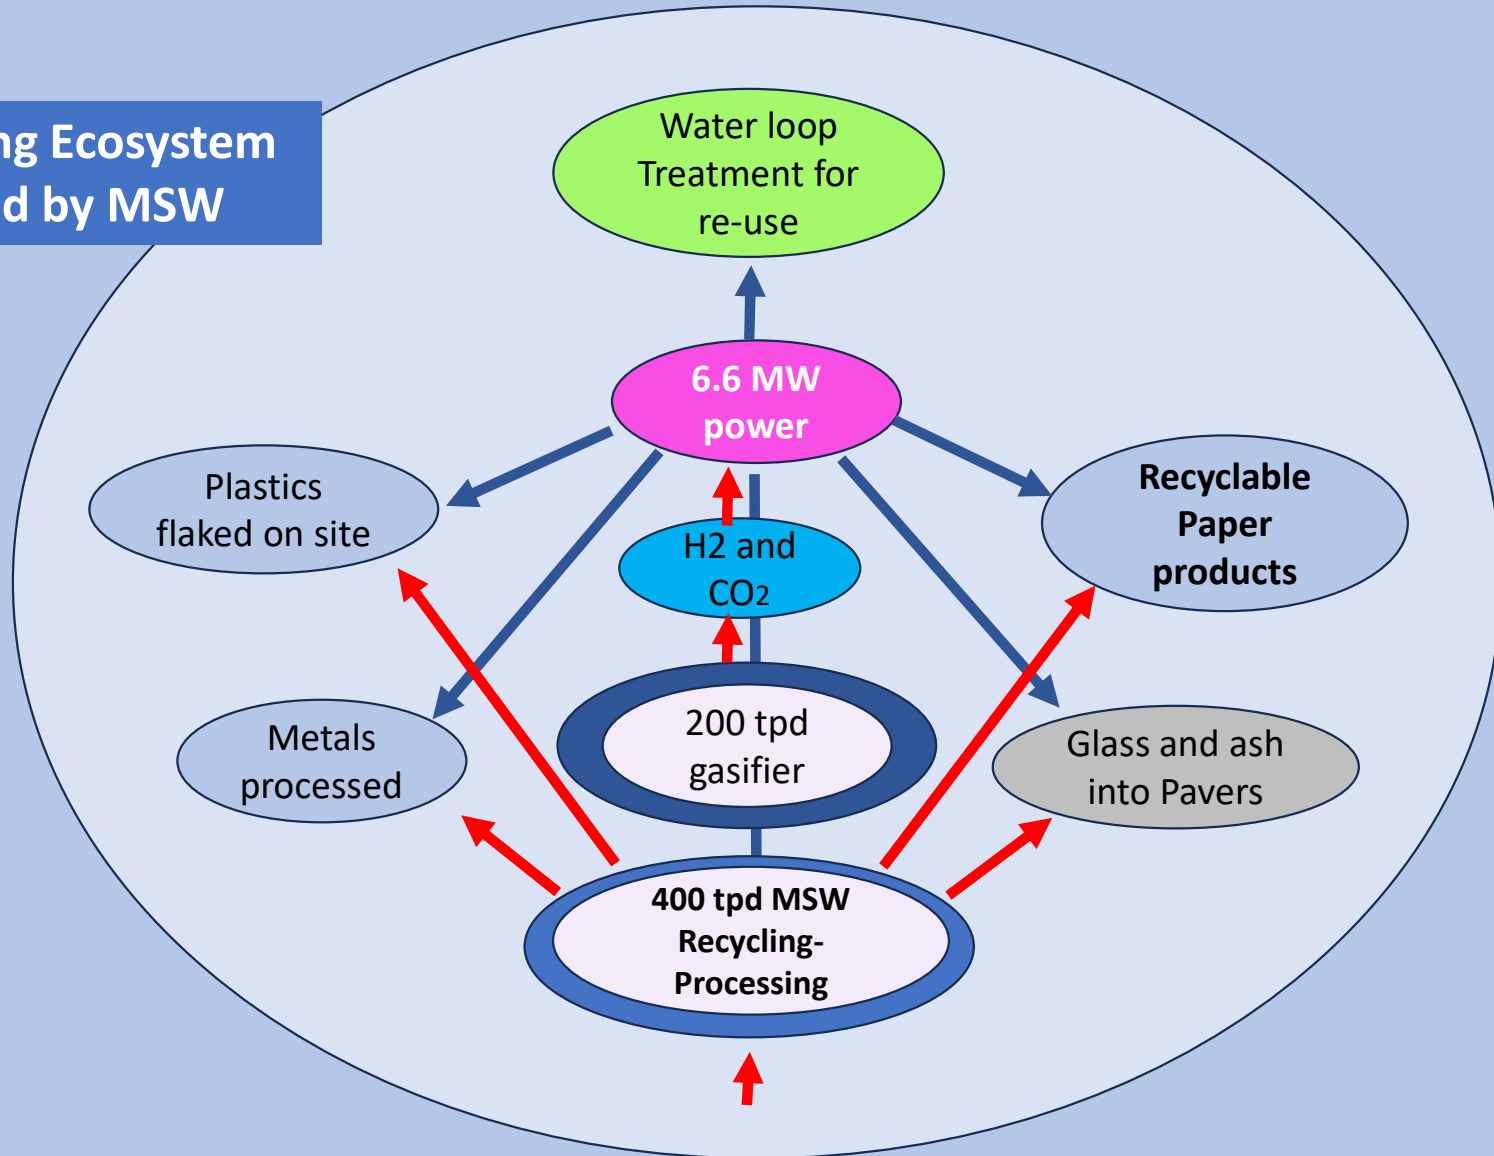 ng Ecosystem
d by MSW
Water loop
Treatment for
re-use
6.6 MW
power
Plastics
flaked on site
Recyclable
Paper
products
H2 and
CO2
Metals
processed
200 tpd
gasifier
Glass and ash
into Pavers
400 tpd MSW
Recycling-
Processing